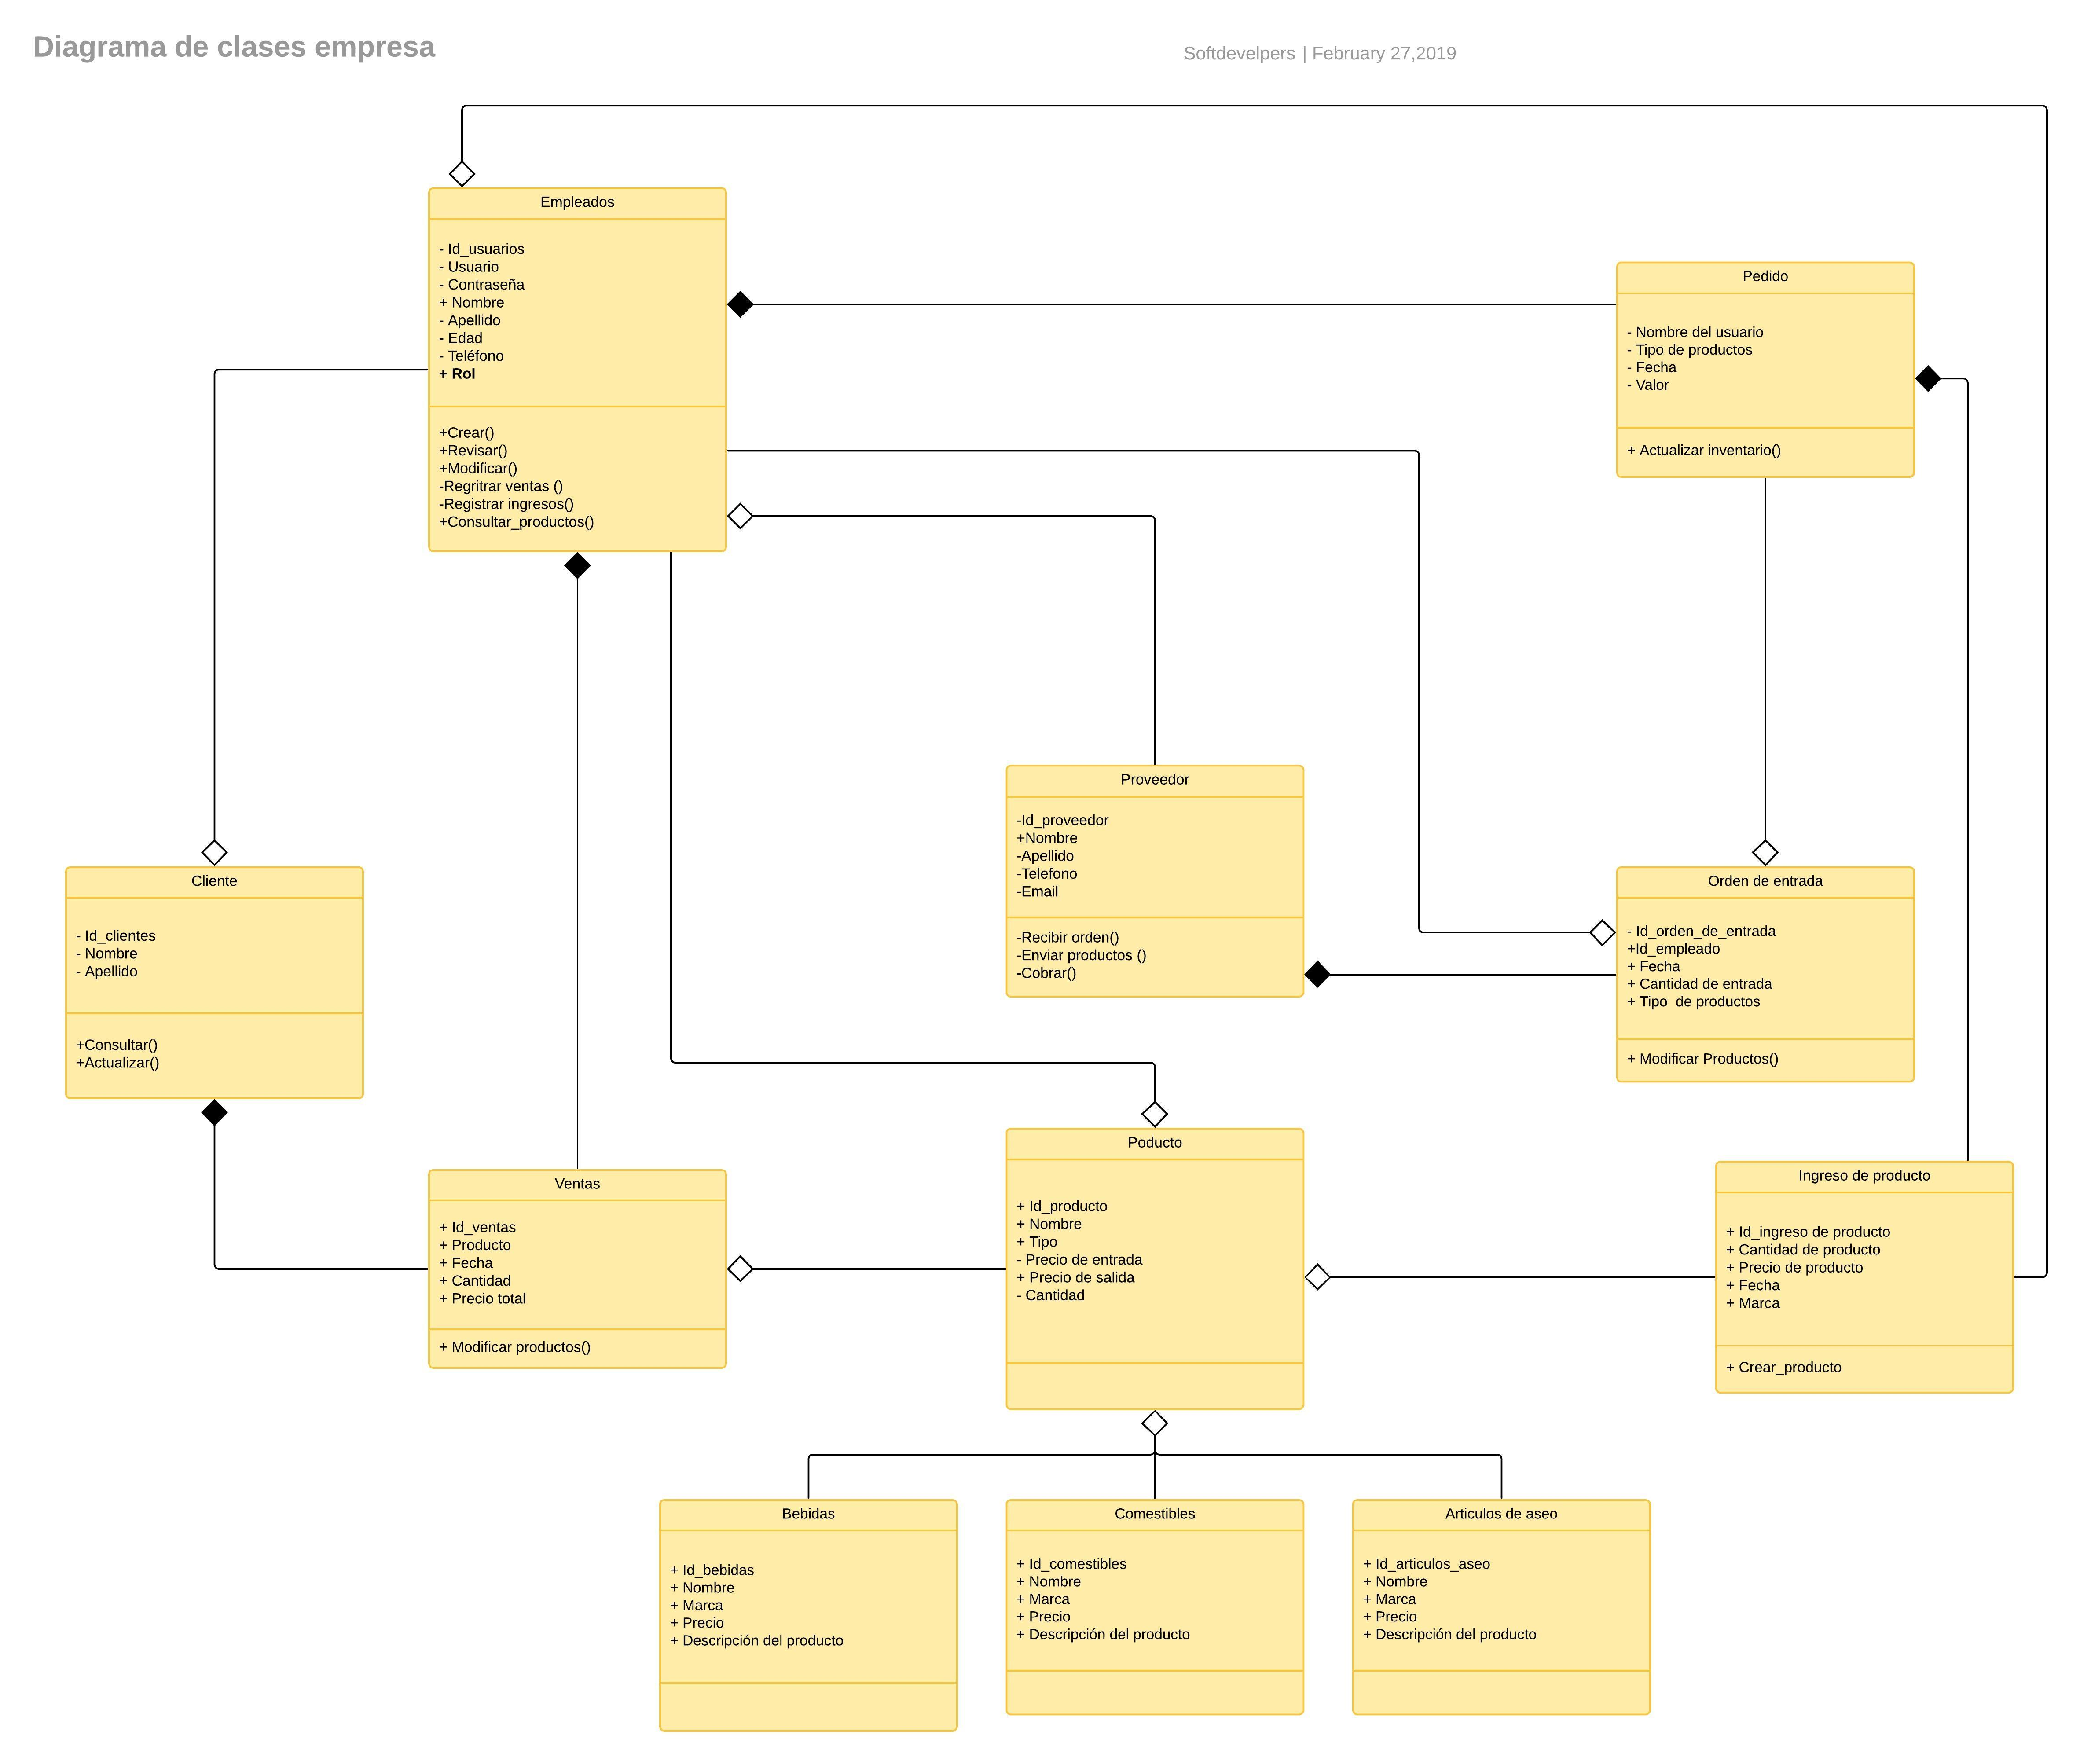 Diagrama de clases empresa
Softdevelpers | February 27,2019
Empleados
- Id_usuarios
- Usuario
- Contraseña
+ Nombre
- Apellido
- Edad
- Teléfono
+ Rol
+Crear()
+Revisar()
+Modificar()
-Regritrar ventas ()
-Registrar ingresos()
+Consultar_productos()
Pedido
- Nombre del usuario
- Tipo de productos
- Fecha
- Valor
+ Actualizar inventario()
Proveedor
-Id_proveedor
+Nombre
-Apellido
-Telefono
-Email
-Recibir orden()
-Enviar productos ()
-Cobrar()
Cliente
- Id_clientes
- Nombre
- Apellido
+Consultar()
+Actualizar()
Orden de entrada
- Id_orden_de_entrada
+Id_empleado
+ Fecha
+ Cantidad de entrada
+ Tipo  de productos
+ Modificar Productos()
Ventas
+ Id_ventas
+ Producto
+ Fecha
+ Cantidad
+ Precio total
+ Modificar productos()
Poducto
+ Id_producto
+ Nombre
+ Tipo
- Precio de entrada
+ Precio de salida
- Cantidad
Ingreso de producto
+ Id_ingreso de producto
+ Cantidad de producto
+ Precio de producto
+ Fecha
+ Marca
+ Crear_producto
Bebidas
+ Id_bebidas
+ Nombre
+ Marca
+ Precio
+ Descripción del producto
Comestibles
+ Id_comestibles
+ Nombre
+ Marca
+ Precio
+ Descripción del producto
Articulos de aseo
+ Id_articulos_aseo
+ Nombre
+ Marca
+ Precio
+ Descripción del producto